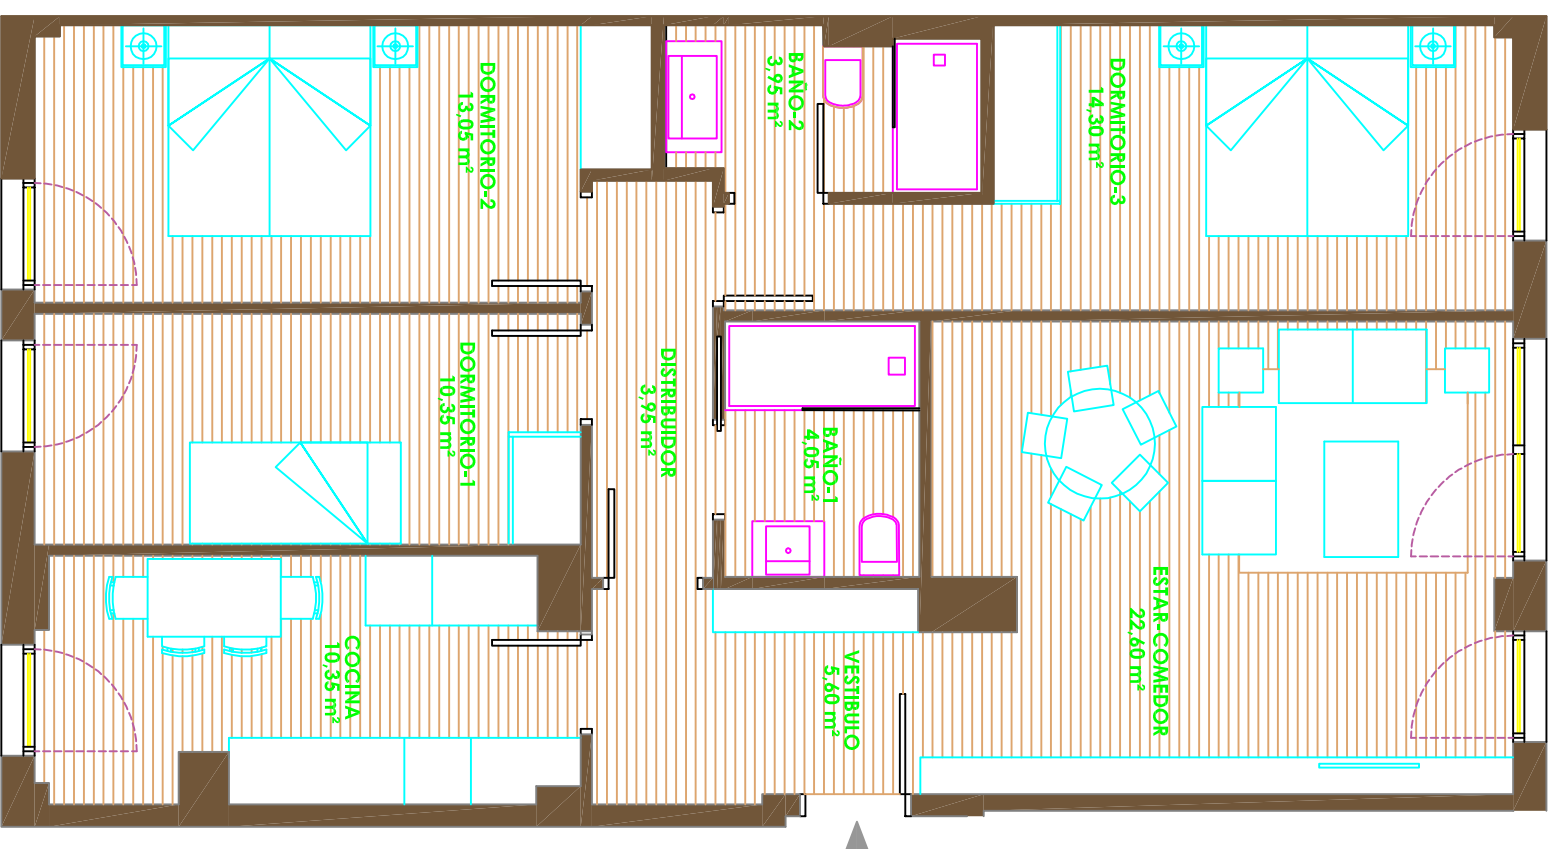 DORMITORIO-2
13,05 m²
BAÑO-2
3,95 m²
DORMITORIO-3
14,30 m²
DORMITORIO-1
10,35 m²
DISTRIBUIDOR
3,95 m²
BAÑO-1
4,05 m²
COCINA
10,35 m²
VESTIBULO
5,60 m²
ESTAR-COMEDOR
22,60 m²